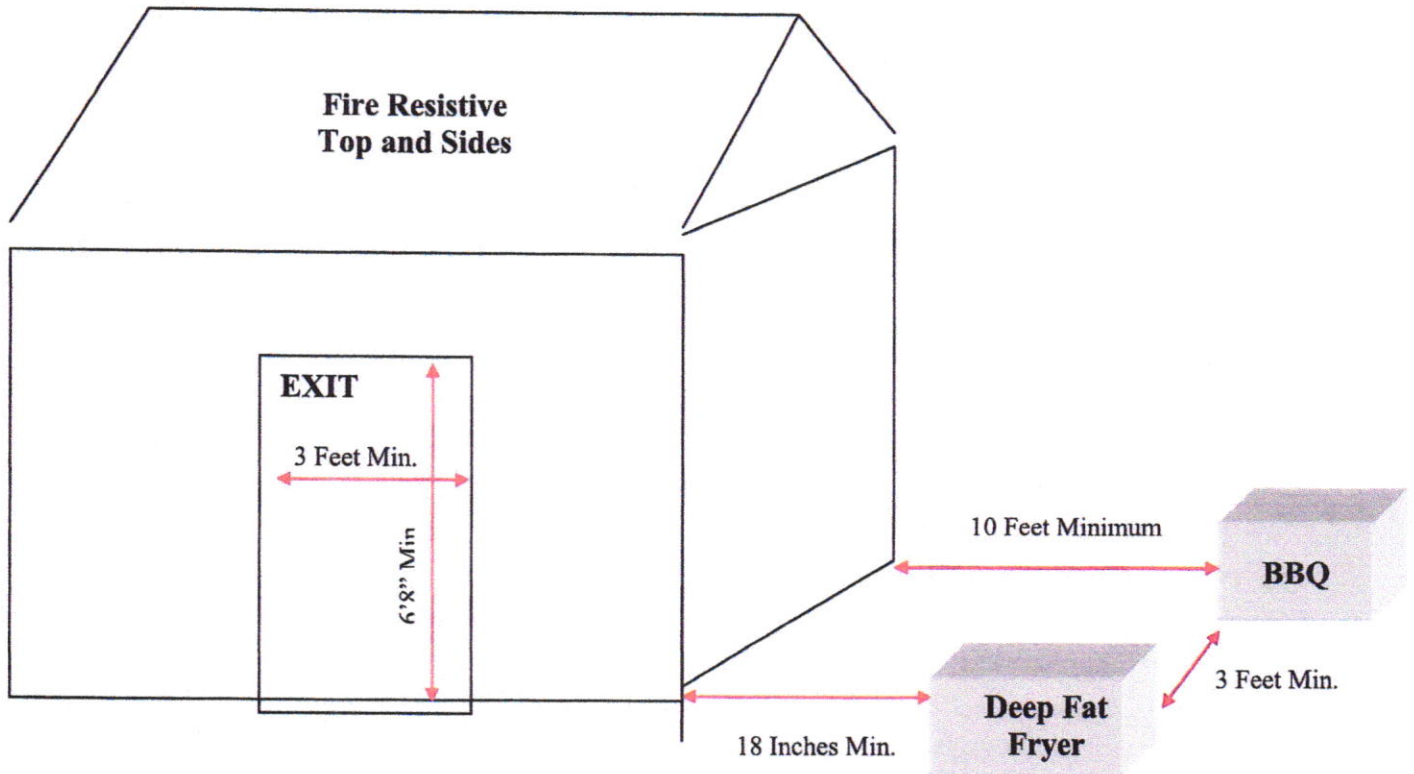 Fire Resistive
Top and Sides
EXIT
3 Feet Min.
6'8" Min
10 Feet Minimum
BBQ
3 Feet Min.
Deep Fat
Fryer
18 Inches Min.